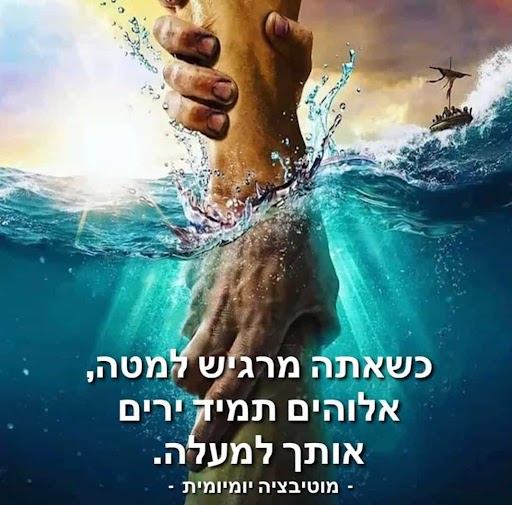 כשאתה מרגיש למטה,
אלוהים תמיד ירים
אותך למעלה.
- מוטיבציה יומיומית -